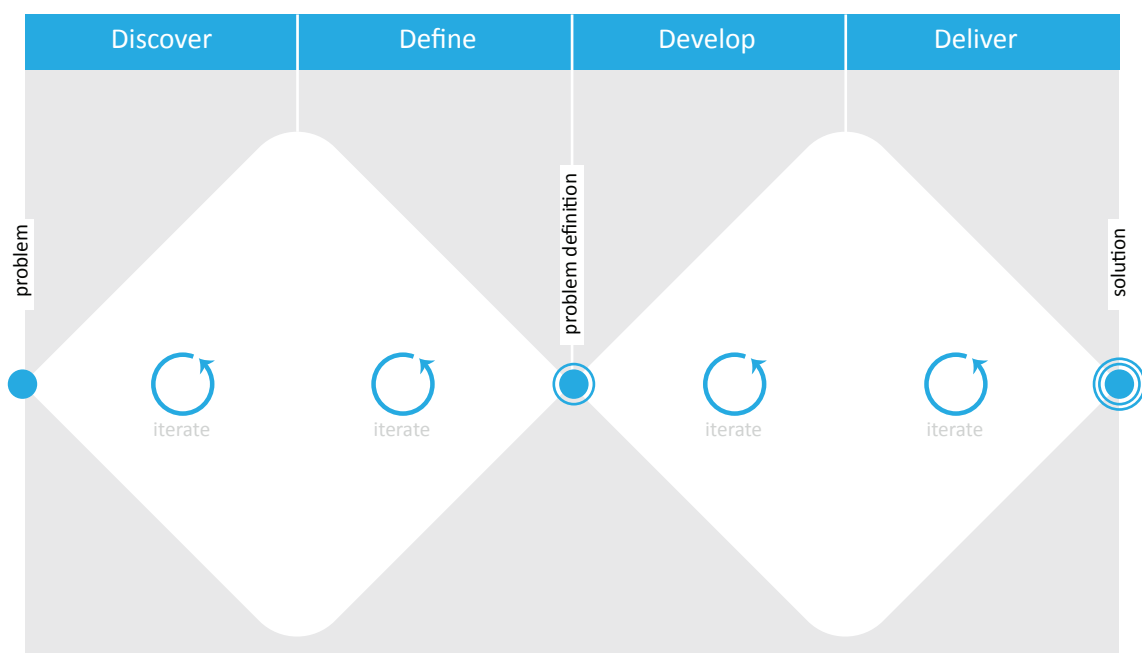 Discover
Define
Develop
Deliver
problem
problem definition
solution
iterate
iterate
iterate
iterate